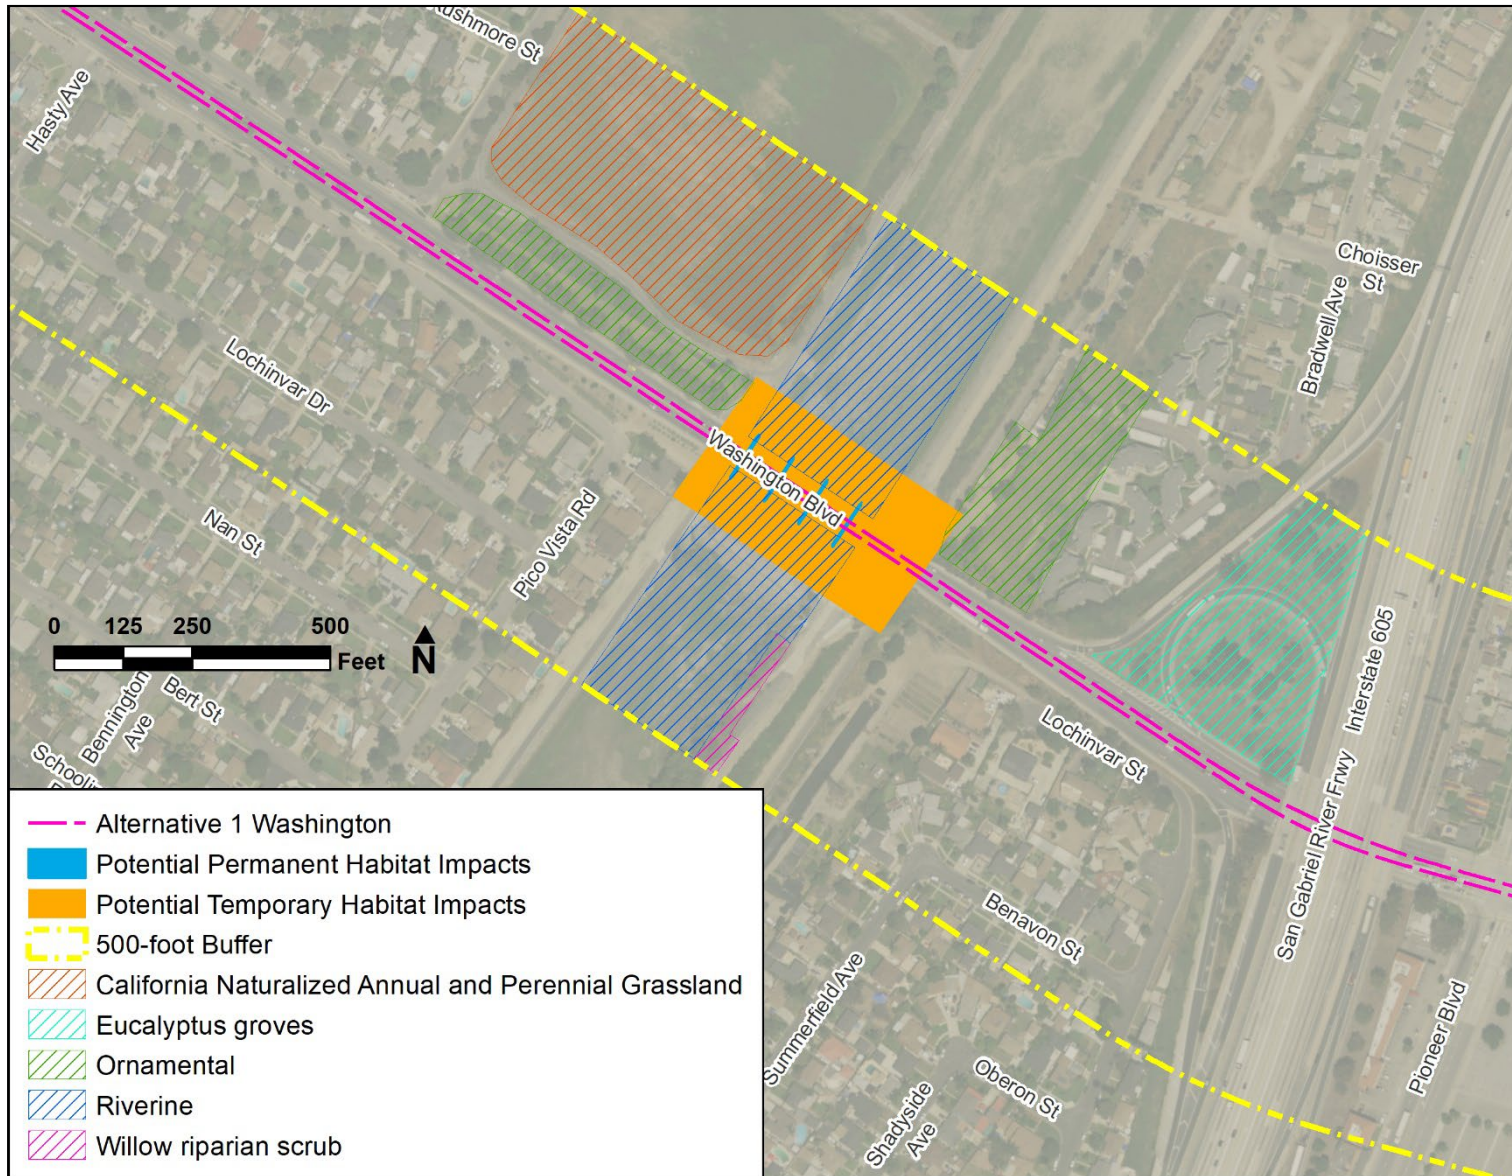 Rushmore St
Hasty Ave
Choisser
St
Bradwell Ave
Lochinvar Dr
Washington Blvd
Nan St
Pico Vista Rd
0 125 250 500
Feet
N
Interstate 605
Bennington
Ave
Bert St
Lochinvar St
San Gabriel River Frwy
Benavon St
Summerfield Ave
Oberon St
Shadyside
Ave
Pioneer Blvd
Alternative 1 Washington
Potential Permanent Habitat Impacts
Potential Temporary Habitat Impacts
500-foot Buffer
California Naturalized Annual and Perennial Grassland
Eucalyptus groves
Ornamental
Riverine
Willow riparian scrub